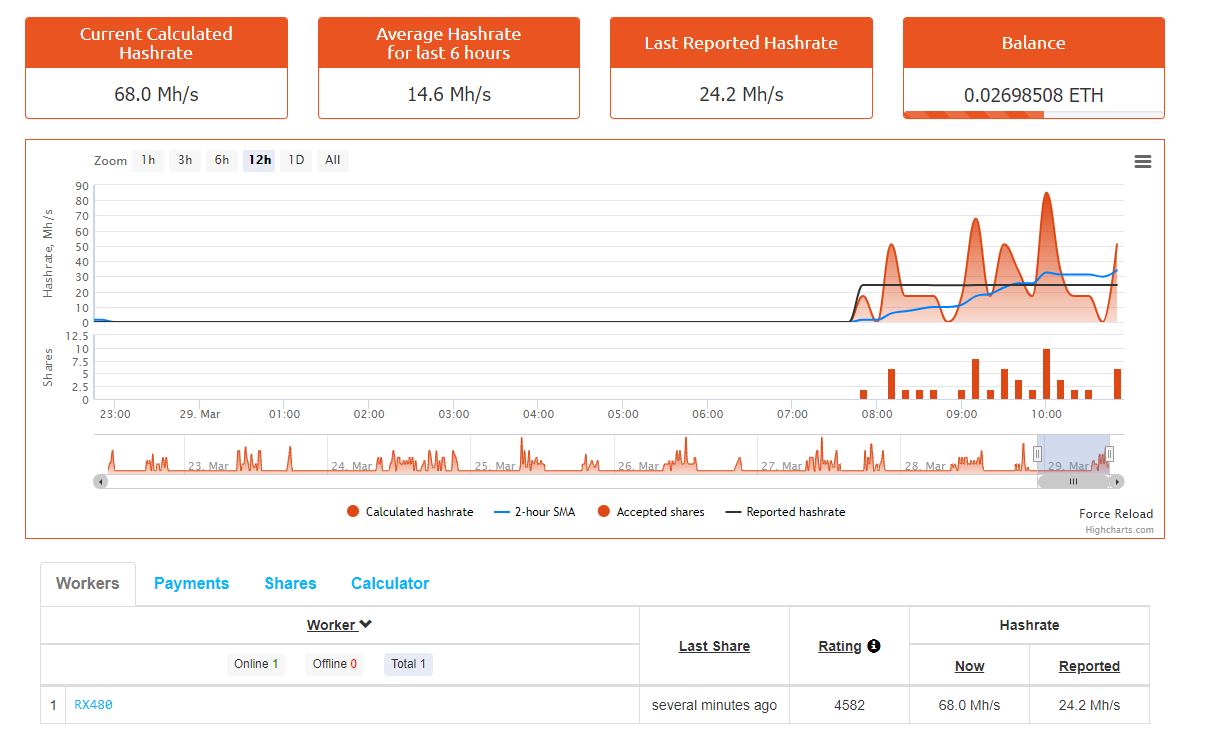 Current Calculated
Hashrate
68.0 Mh/s
Average Hashrate
for last 6 hours
14.6 Mh/s
Last Reported Hashrate
24.2 Mh/s
Balance
0.02698508 ETH
Zoom 1h 3h 6h 12h 1D All
Hashrate, Mh/s
90
80
70
60
50
40
30
20
10
0
Shares
12.5
10
7.5
5
2.5
0
23:00 29. Mar 01:00 02:00 03:00 04:00 05:00 06:00 07:00 08:00 09:00 10:00
23. Mar 24. Mar 25. Mar 26. Mar 27. Mar 28. Mar 29. Mar
Calculated hashrate 2-hour SMA Accepted shares Reported hashrate
Force Reload
Highcharts.com
Workers Payments Shares Calculator
Worker Last Share Rating Hashrate
Online 1 Offline 0 Total 1 Now Reported
1 RX480 several minutes ago 4582 68.0 Mh/s 24.2 Mh/s